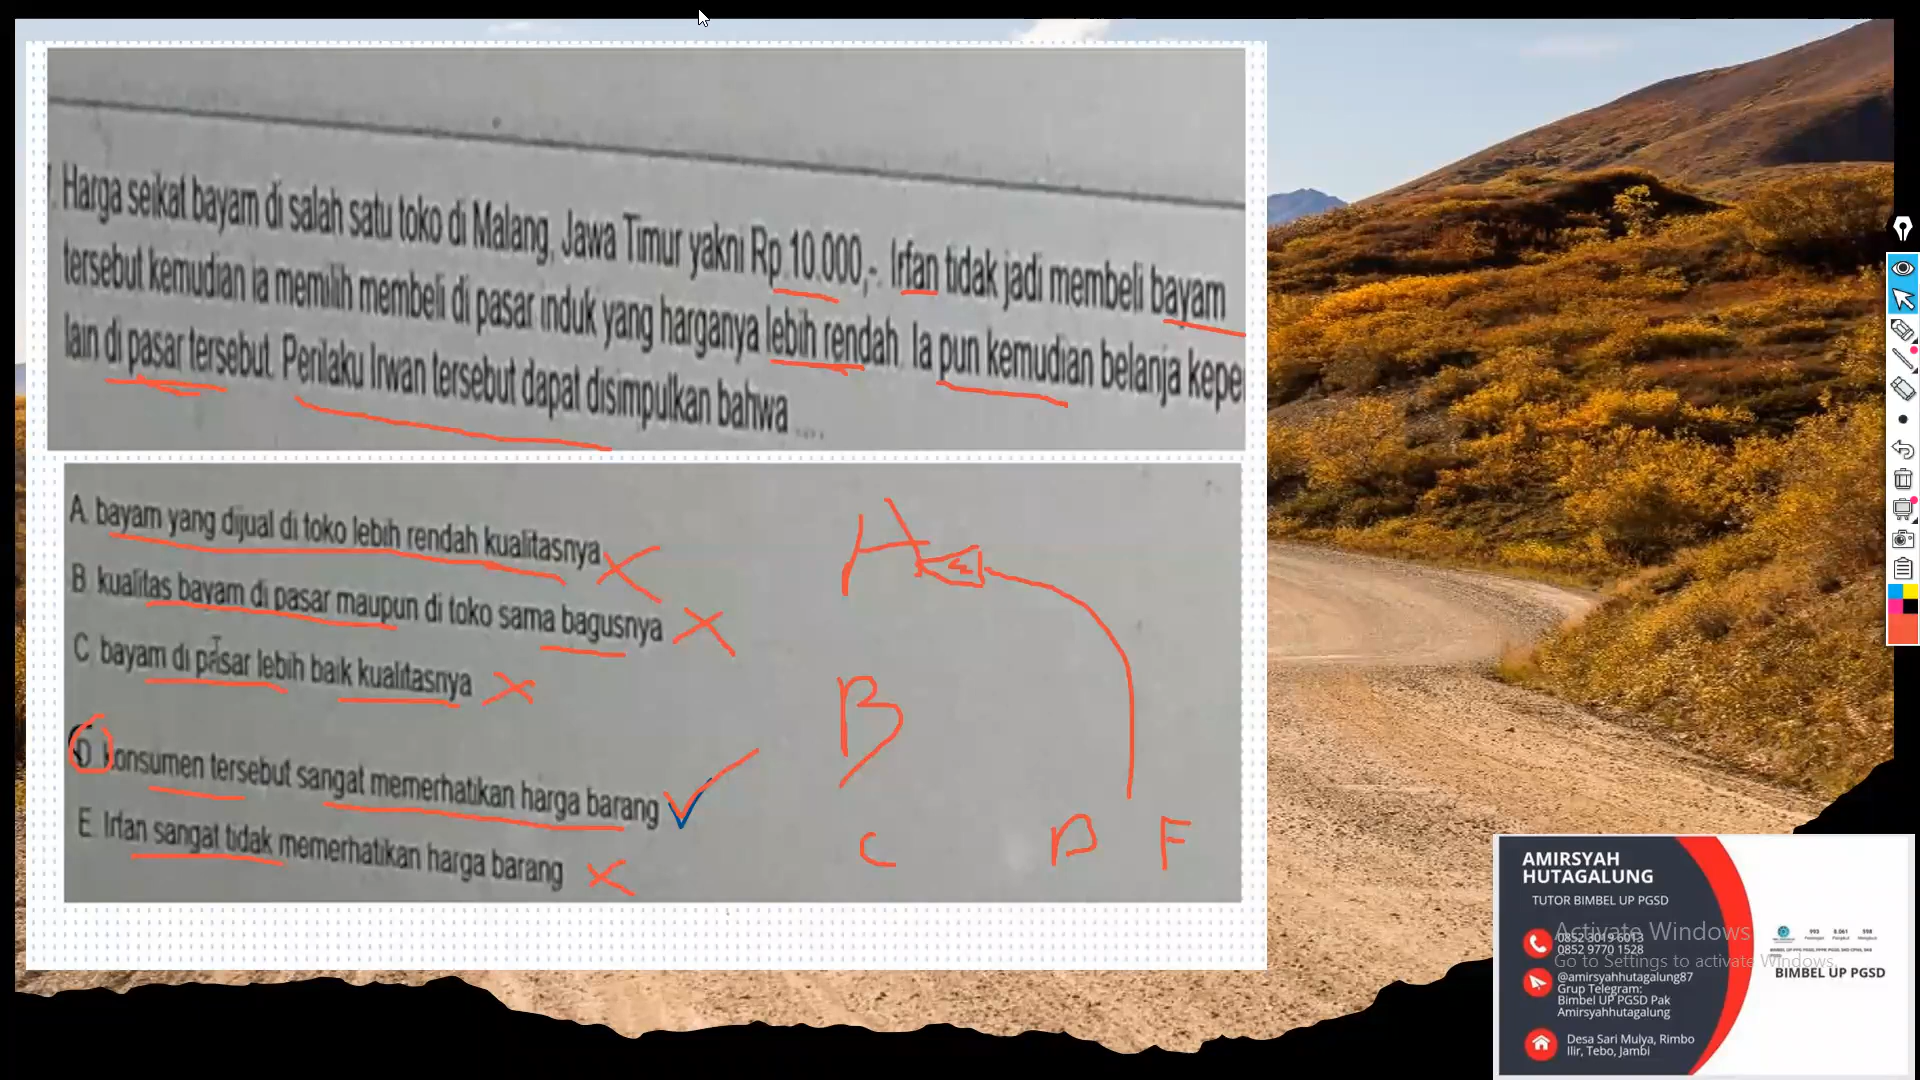 Harga seikat bayam di salah satu toko di Malang, Jawa Timur yakni Rp 10.000,-. Irfan tidak jadi membeli bayam
tersebut kemudian ia memilih membeli di pasar induk yang harganya lebih rendah. Ia pun kemudian belanja kepe
lain di pasar tersebut. Perilaku Irwan tersebut dapat disimpulkan bahwa ....
A. bayam yang dijual di toko lebih rendah kualitasnya
B. kualitas bayam di pasar maupun di toko sama bagusnya
C. bayam di pasar lebih baik kualitasnya
D. konsumen tersebut sangat memerhatikan harga barang
E. Irfan sangat tidak memerhatikan harga barang
A
B
C
D F
AMIRSYAH
HUTAGALUNG
TUTOR BIMBEL UP PGSD
0852 3019 6013
0852 9770 1528
@amirsyahhutagalung87
Grup Telegram:
Bimbel UP PGSD Pak
Amirsyahhutagalung
Desa Sari Mulya, Rimbo
Ilir, Tebo, Jambi
BIMBEL UP PGSD
Activate Windows
Go to Settings to activate Windows.